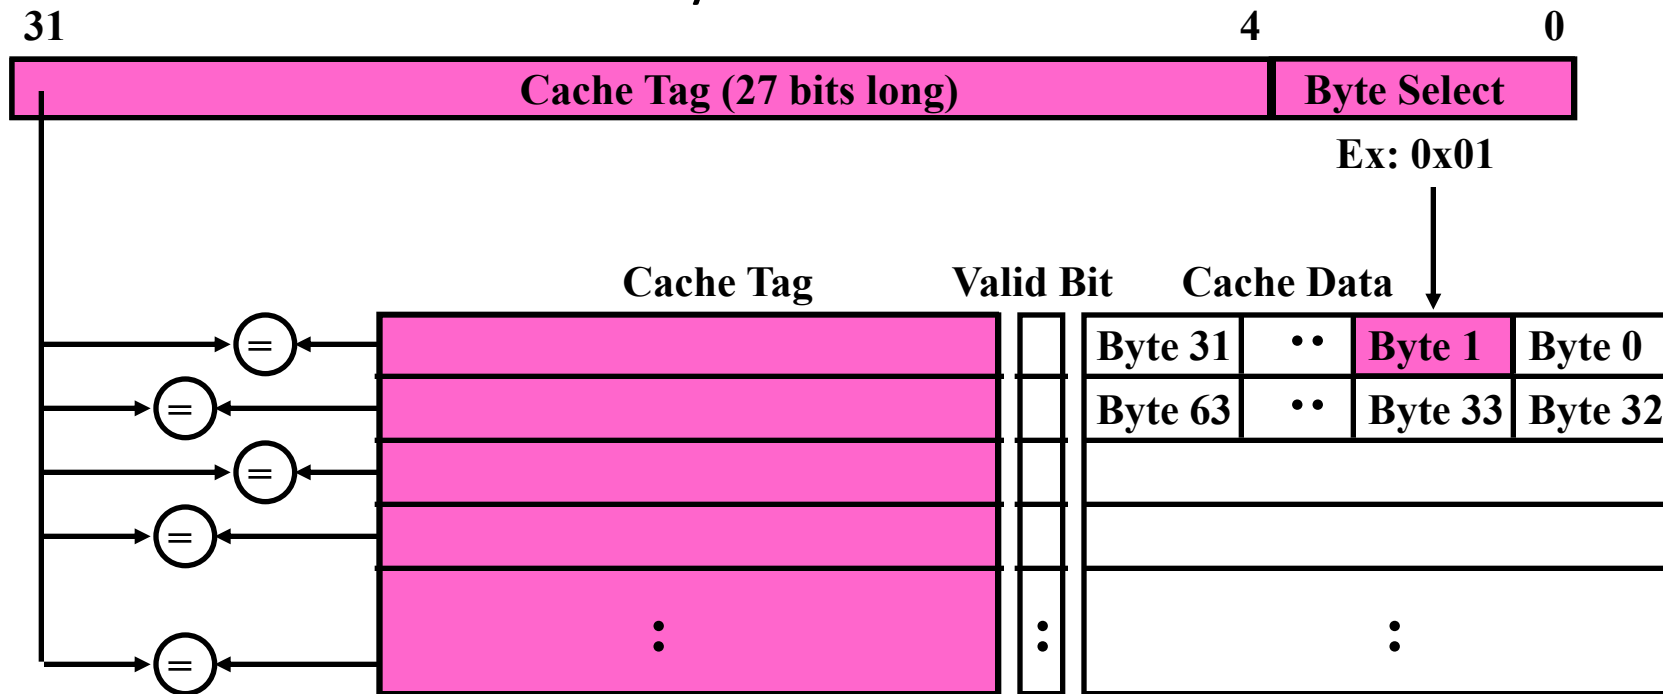 31 4 0
Cache Tag (27 bits long) Byte Select
Ex: 0x01
Cache Tag Valid Bit Cache Data
= Byte 31 ·· Byte 1 Byte 0
= Byte 63 ·· Byte 33 Byte 32
=
=
: : :
=